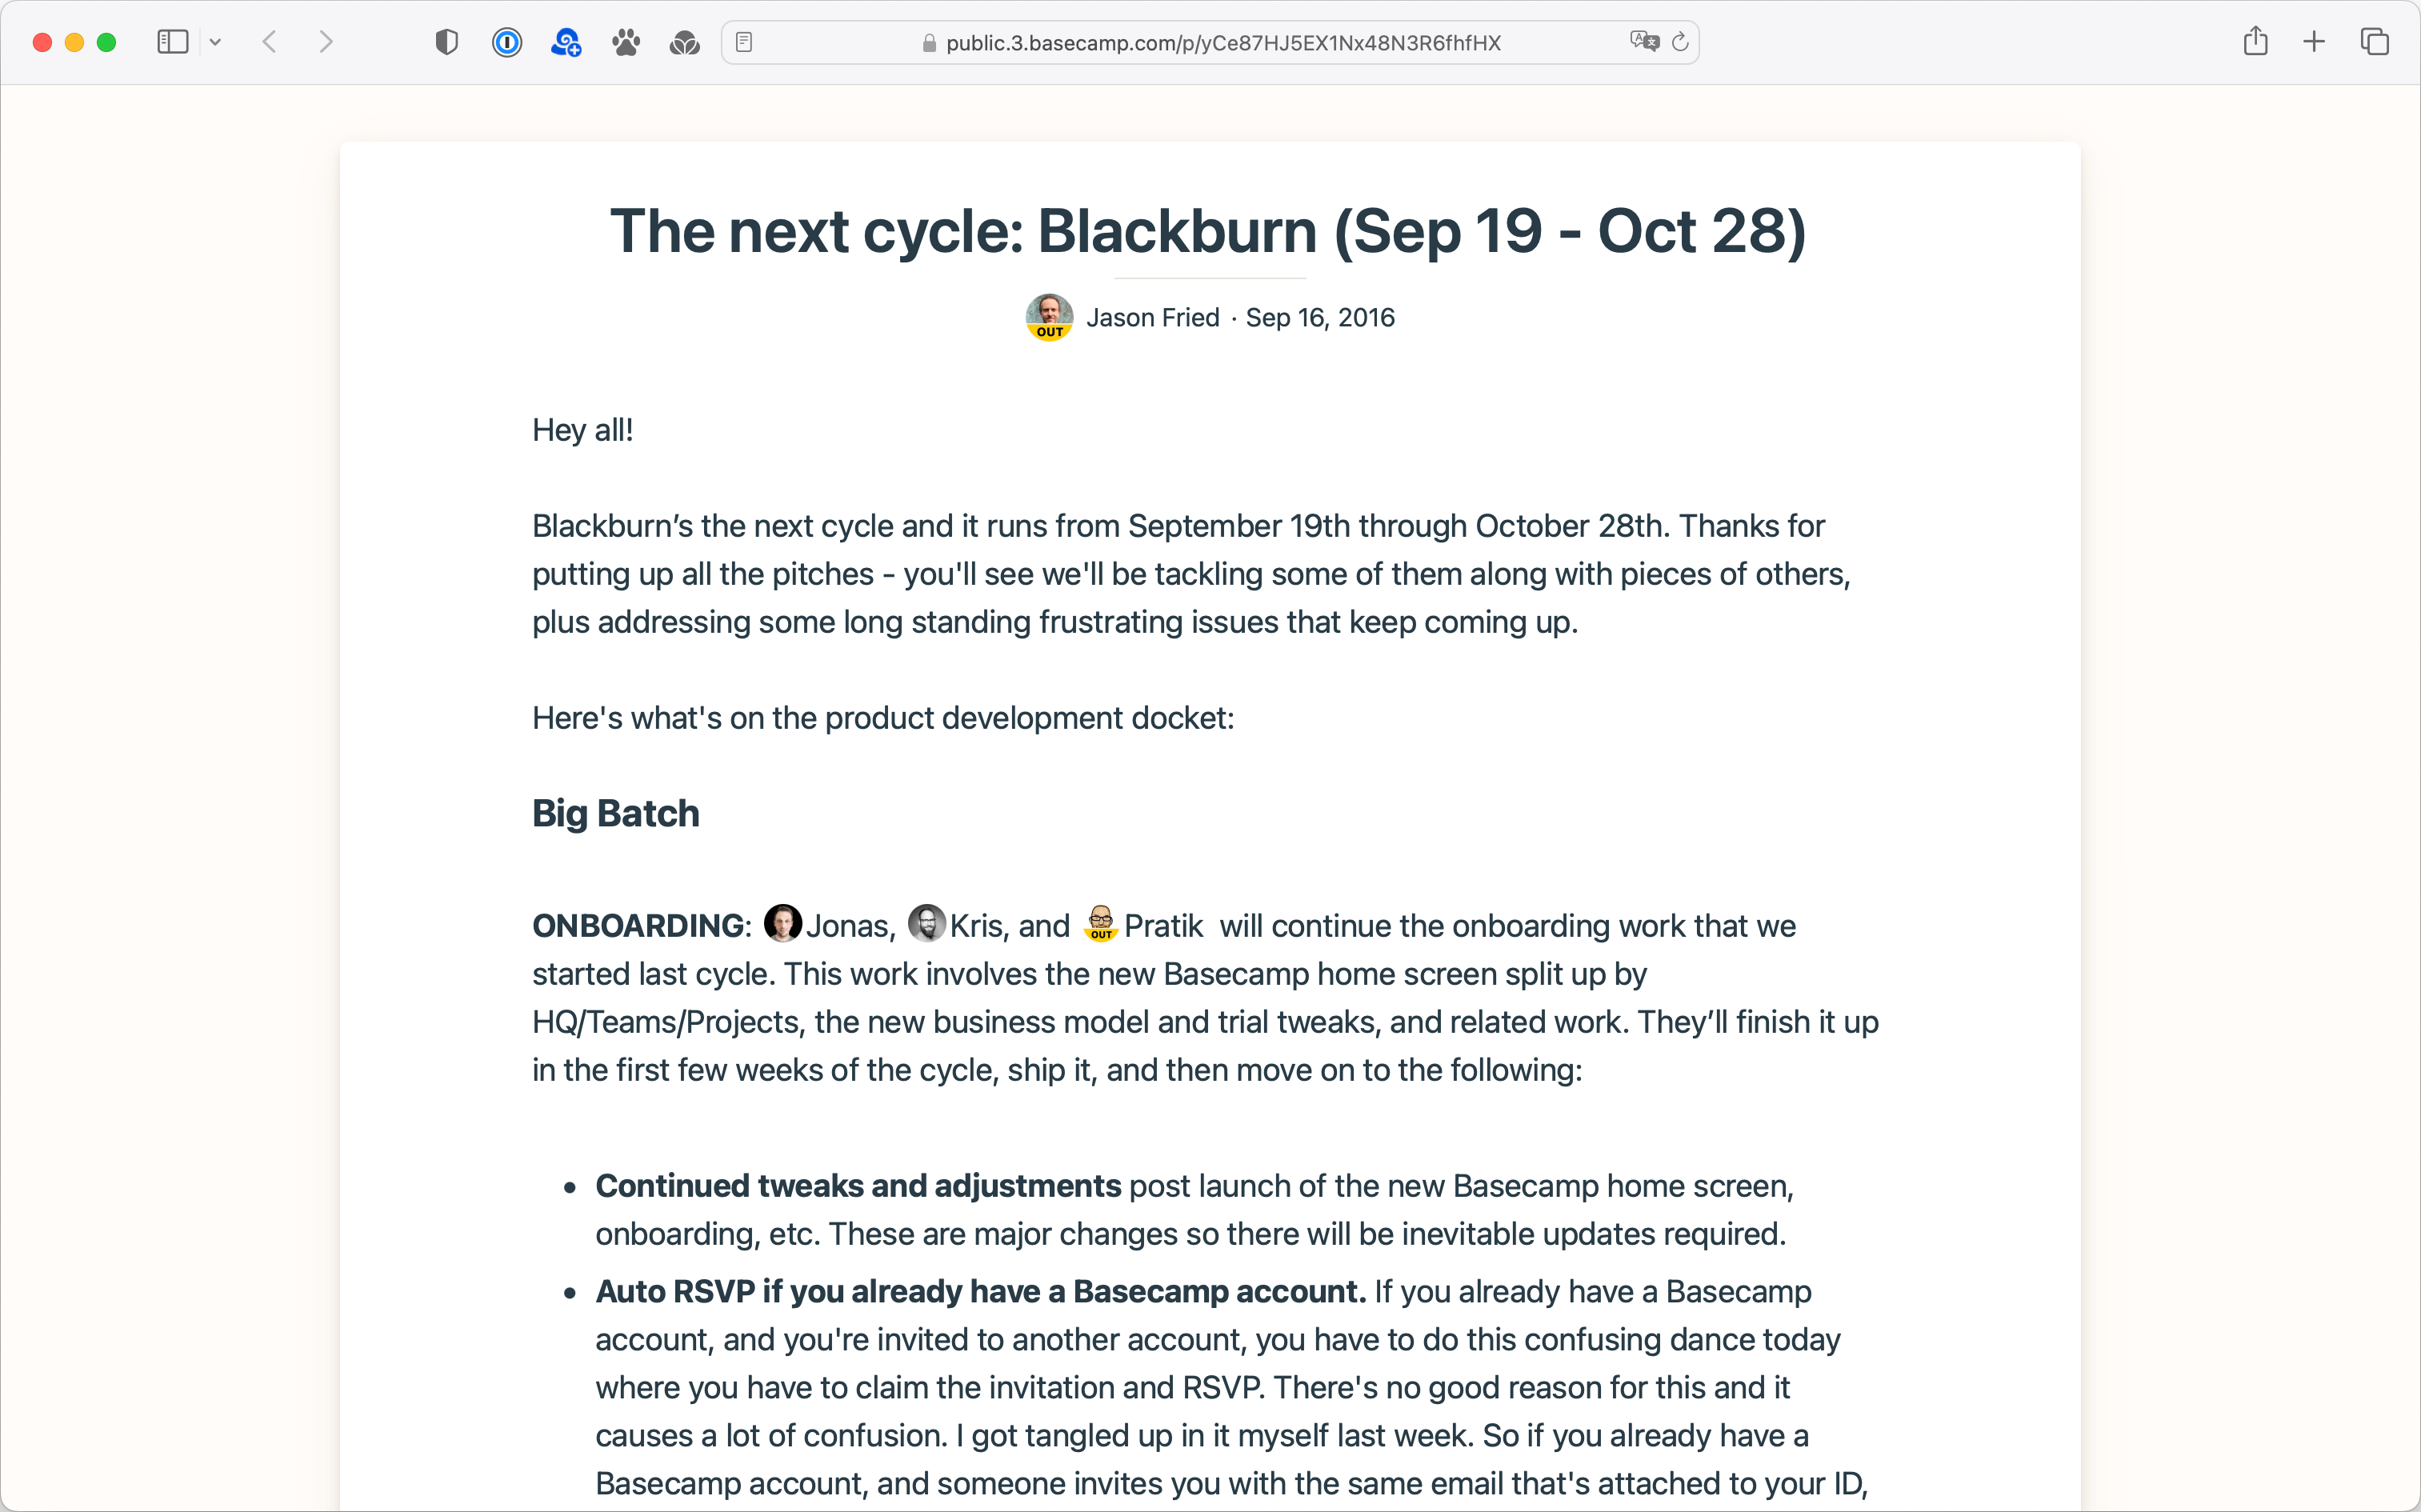 public.3.basecamp.com/p/yCe87HJ5EX1Nx48N3R6fhfHX
The next cycle: Blackburn (Sep 19 - Oct 28)
OUT
Jason Fried · Sep 16, 2016
Hey all!
Blackburn’s the next cycle and it runs from September 19th through October 28th. Thanks for
putting up all the pitches - you'll see we'll be tackling some of them along with pieces of others,
plus addressing some long standing frustrating issues that keep coming up.
Here's what's on the product development docket:
Big Batch
ONBOARDING: Jonas, Kris, and OUT Pratik will continue the onboarding work that we
started last cycle. This work involves the new Basecamp home screen split up by
HQ/Teams/Projects, the new business model and trial tweaks, and related work. They’ll finish it up
in the first few weeks of the cycle, ship it, and then move on to the following:
• Continued tweaks and adjustments post launch of the new Basecamp home screen,
onboarding, etc. These are major changes so there will be inevitable updates required.
• Auto RSVP if you already have a Basecamp account. If you already have a Basecamp
account, and you're invited to another account, you have to do this confusing dance today
where you have to claim the invitation and RSVP. There's no good reason for this and it
causes a lot of confusion. I got tangled up in it myself last week. So if you already have a
Basecamp account, and someone invites you with the same email that's attached to your ID,